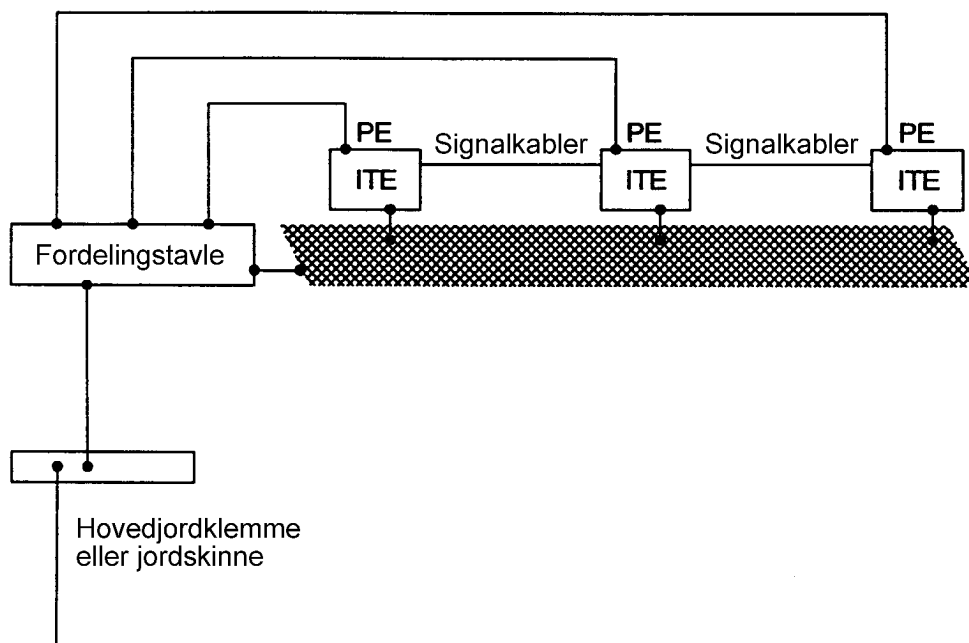 PE
Signalkabler
PE
Signalkabler
PE
ITE
ITE
ITE
Fordelingstavle
Hovedjordklemme
eller jordskinne